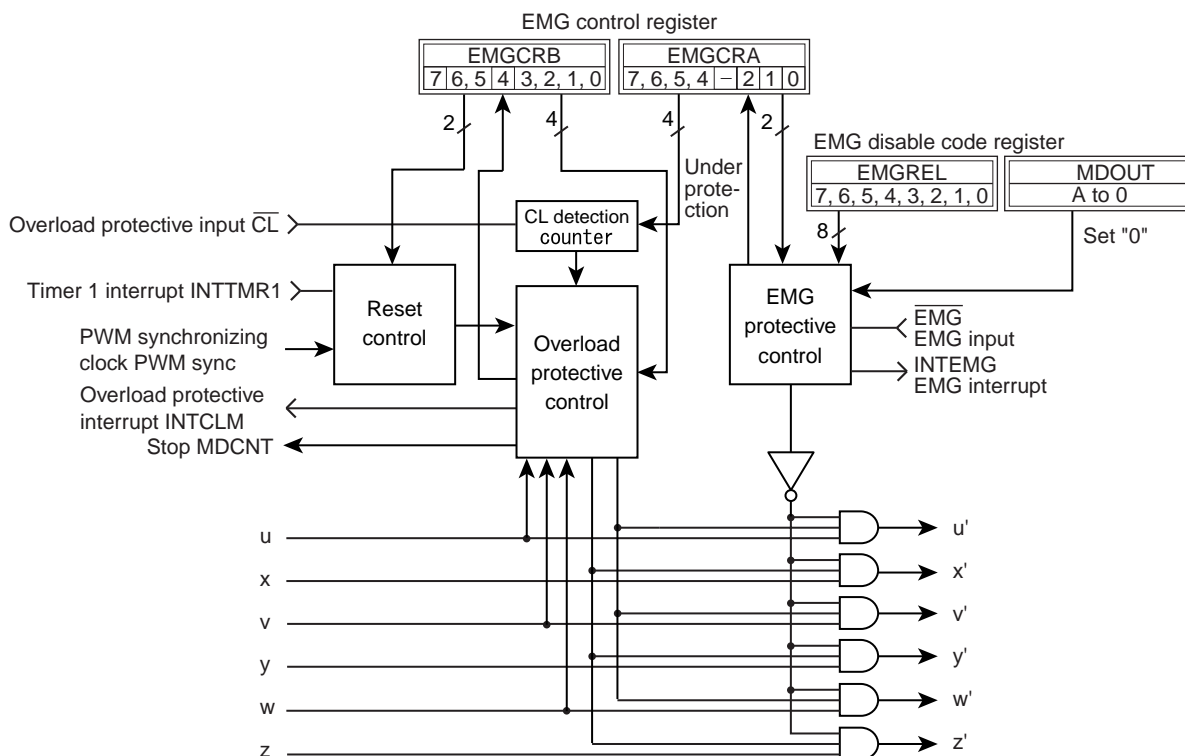 EMG control register
EMGCRB
7 6, 5 4 3, 2, 1, 0
EMGCRA
7, 6, 5, 4 – 2 1 0
2
4
4
2
Under
prote-
ction
EMG disable code register
EMGREL
7, 6, 5, 4, 3, 2, 1, 0
MDOUT
A to 0
8
Set "0"
Overload protective input CL
CL detection
counter
Timer 1 interrupt INTTMR1
Reset
control
PWM synchronizing
clock PWM sync
Overload
protective
control
EMG
protective
control
EMG
EMG input
INTEMG
EMG interrupt
Overload protective
interrupt INTCLM
Stop MDCNT
u
u'
x
x'
v
v'
y
y'
w
w'
z
z'